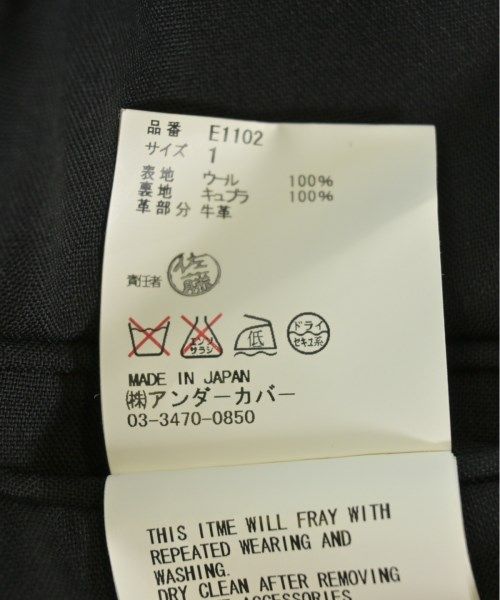 品番 E1102
サイズ 1
表地 ウール 100%
裏地 キュプラ 100%
革部分 牛革
責任者 佐藤
エンソサラシ 低 ドライ セキユ系
MADE IN JAPAN
㈱アンダーカバー
03-3470-0850
THIS ITME WILL FRAY WITH
REPEATED WEARING AND
WASHING.
DRY CLEAN AFTER REMOVING
ACCESSORIES